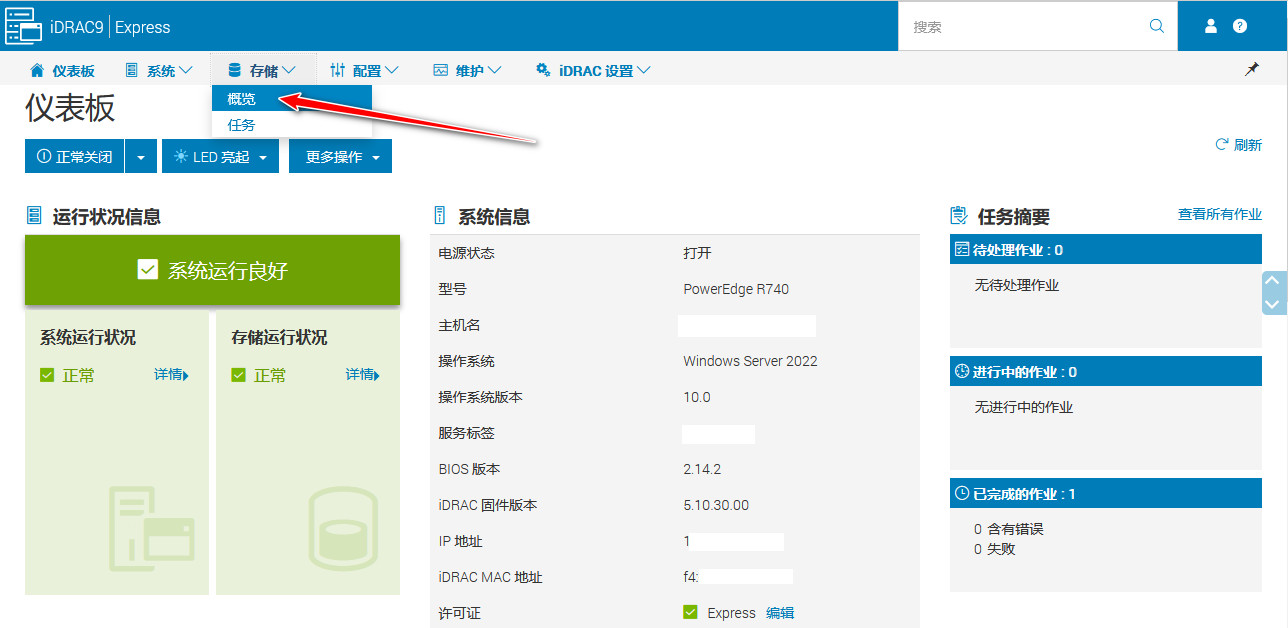 iDRAC9 | Express
搜索
仪表板 系统 存储 配置 维护 iDRAC 设置
概览
任务
仪表板
正常关闭 LED 亮起 更多操作
刷新
运行状况信息
系统运行良好
系统运行状况
正常 详情
存储运行状况
正常 详情
系统信息
电源状态 打开
型号 PowerEdge R740
主机名
操作系统 Windows Server 2022
操作系统版本 10.0
服务标签
BIOS 版本 2.14.2
iDRAC 固件版本 5.10.30.00
IP 地址 1
iDRAC MAC 地址 f4:
许可证 Express 编辑
任务摘要 查看所有作业
待处理作业 : 0
无待处理作业
进行中的作业 : 0
无进行中的作业
已完成的作业 : 1
0 含有错误
0 失败